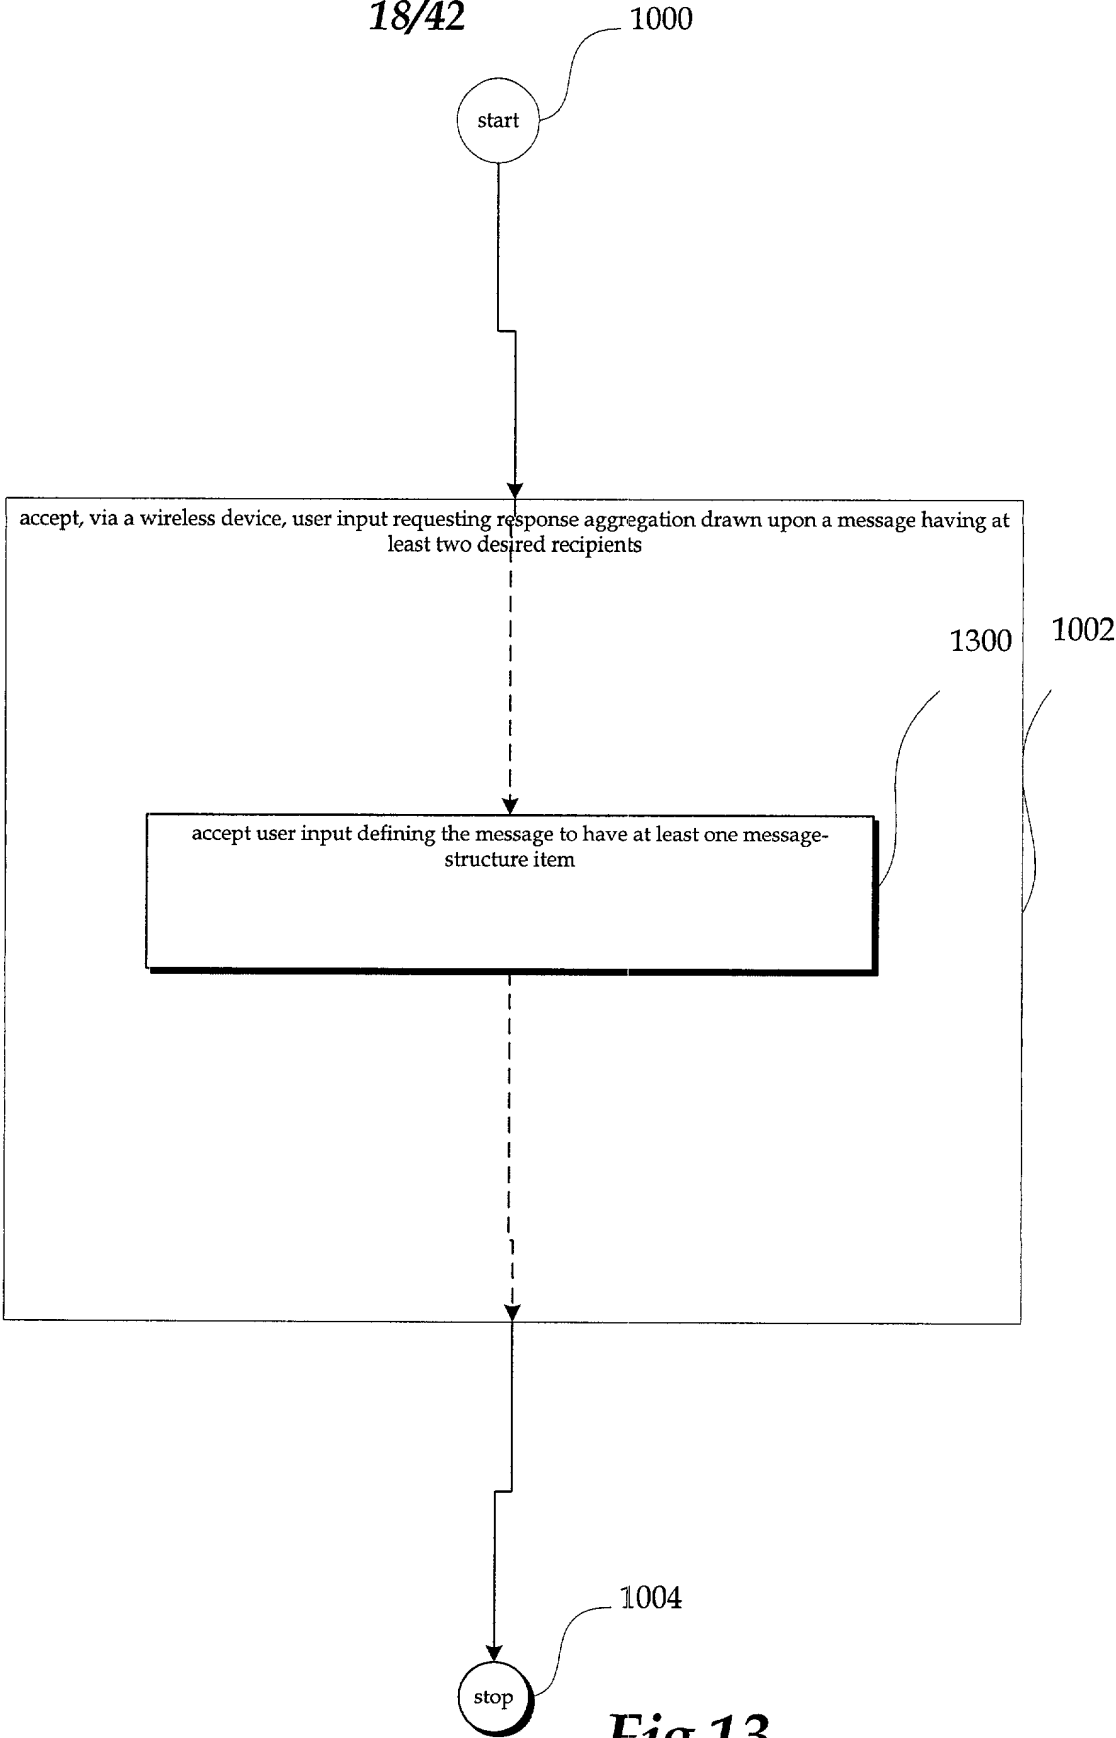 18/42
1000
start
accept, via a wireless device, user input requesting response aggregation drawn upon a message having at
least two desired recipients
1300
1002
accept user input defining the message to have at least one message-
structure item
1004
stop
Fig.13